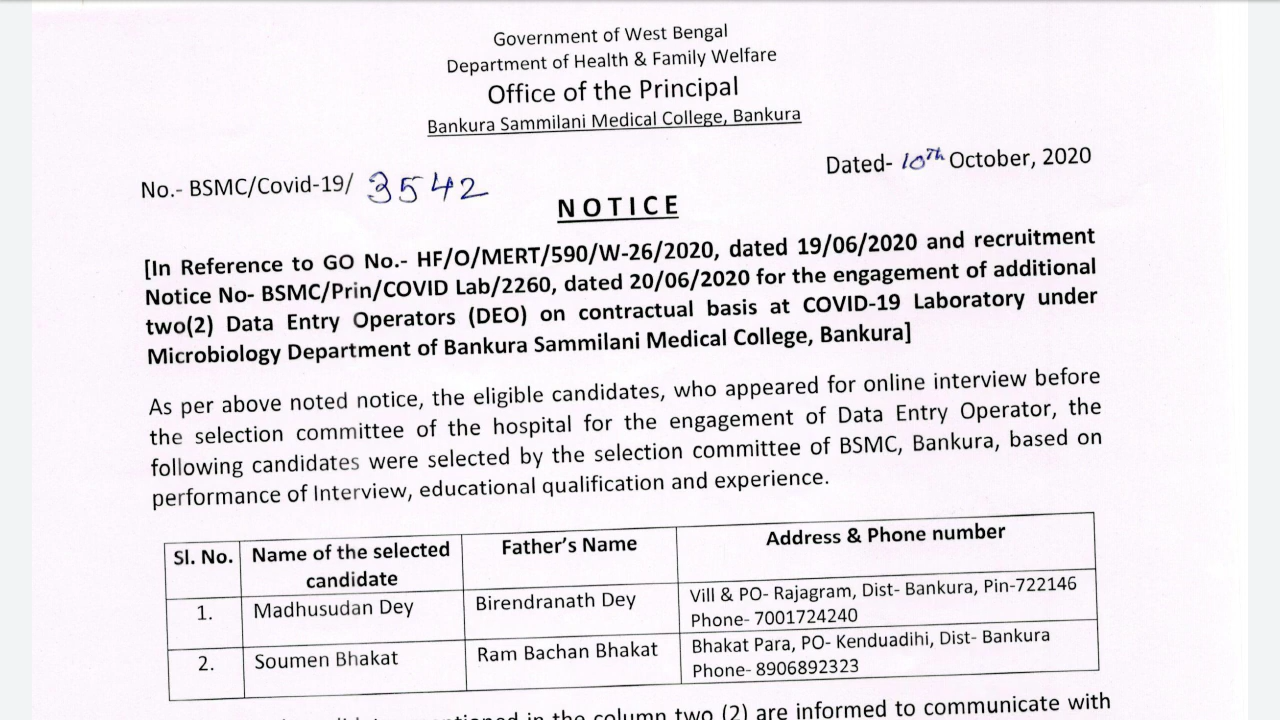 Government of West Bengal
Department of Health & Family Welfare
Office of the Principal
Bankura Sammilani Medical College, Bankura
No.- BSMC/Covid-19/ 3542
Dated- 10th October, 2020
NOTICE
[In Reference to GO No.- HF/O/MERT/590/W-26/2020, dated 19/06/2020 and recruitment
Notice No- BSMC/Prin/COVID Lab/2260, dated 20/06/2020 for the engagement of additional
two(2) Data Entry Operators (DEO) on contractual basis at COVID-19 Laboratory under
Microbiology Department of Bankura Sammilani Medical College, Bankura]
As per above noted notice, the eligible candidates, who appeared for online interview before
the selection committee of the hospital for the engagement of Data Entry Operator, the
following candidates were selected by the selection committee of BSMC, Bankura, based on
performance of Interview, educational qualification and experience.
Sl. No. Name of the selected candidate Father's Name Address & Phone number
1. Madhusudan Dey Birendranath Dey Vill & PO- Rajagram, Dist- Bankura, Pin-722146
Phone- 7001724240
2. Soumen Bhakat Ram Bachan Bhakat Bhakat Para, PO- Kenduadihi, Dist- Bankura
Phone- 8906892323
in the column two (2) are informed to communicate with